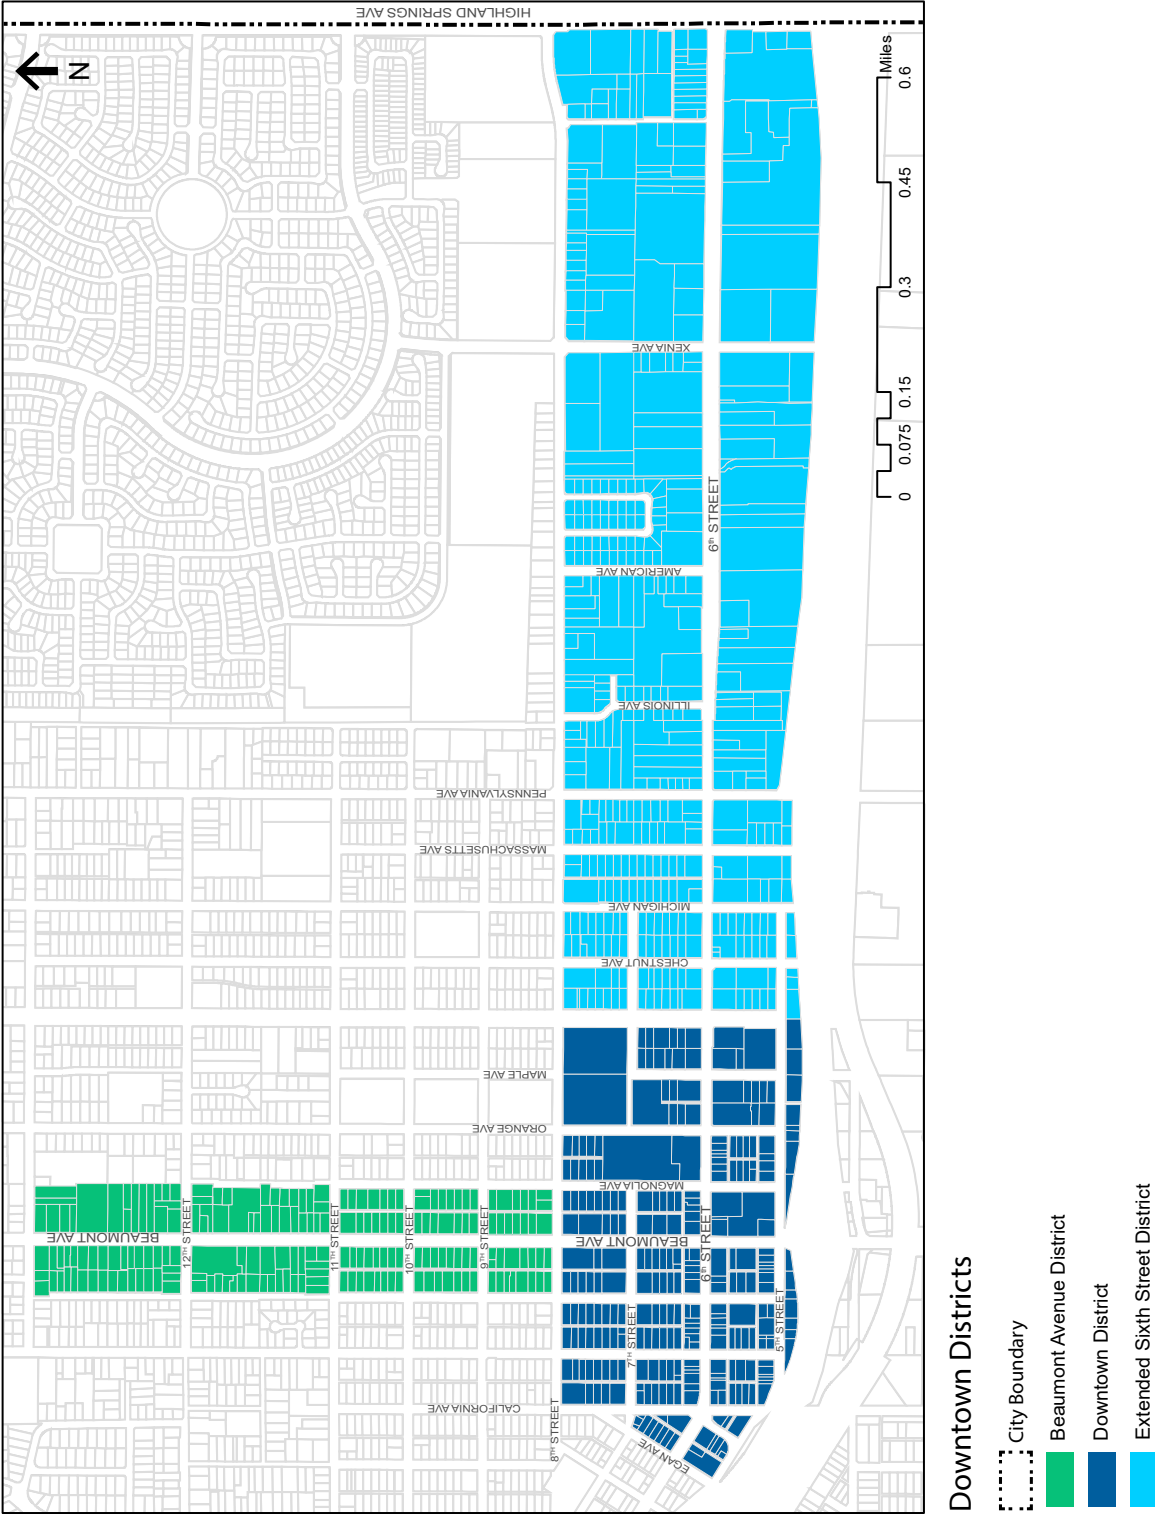 HIGHLAND SPRINGS AVE
N
XENIA AVE
6th STREET
AMERICAN AVE
ILLINOIS AVE
PENNSYLVANIA AVE
MASSACHUSETTS AVE
MICHIGAN AVE
CHESTNUT AVE
MAPLE AVE
ORANGE AVE
MAGNOLIA AVE
BEAUMONT AVE
BEAUMONT AVE
12TH STREET
11TH STREET
10TH STREET
9TH STREET
6th STREET
7TH STREET
5TH STREET
CALIFORNIA AVE
8TH STREET
EGAN AVE
0 0.075 0.15 0.3 0.45 0.6
Miles
Downtown Districts
City Boundary
Beaumont Avenue District
Downtown District
Extended Sixth Street District